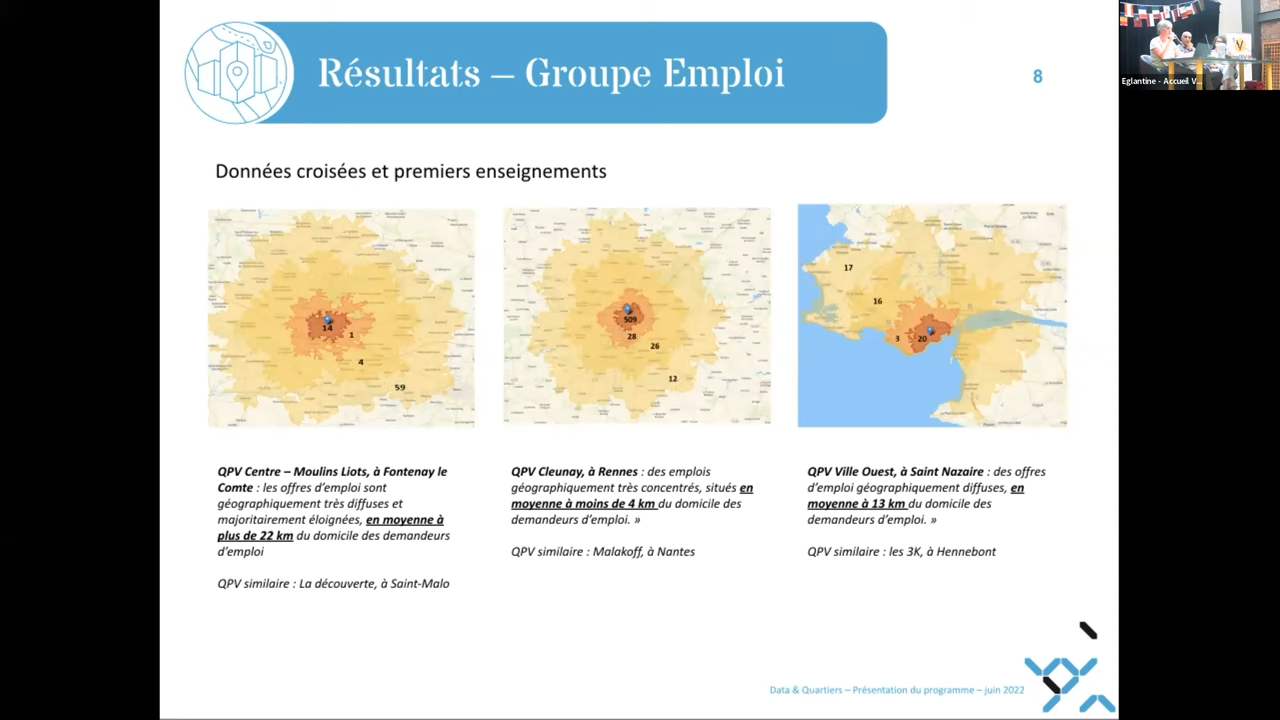 Résultats – Groupe Emploi
8
Eglantine - Accueil V...
Données croisées et premiers enseignements
14
1
4
59
509
28
26
12
17
16
3
20
QPV Centre – Moulins Liots, à Fontenay le
Comte : les offres d'emploi sont
géographiquement très diffuses et
majoritairement éloignées, en moyenne à
plus de 22 km du domicile des demandeurs
d'emploi
QPV similaire : La découverte, à Saint-Malo
QPV Cleunay, à Rennes : des emplois
géographiquement très concentrés, situés en
moyenne à moins de 4 km du domicile des
demandeurs d'emploi. »
QPV similaire : Malakoff, à Nantes
QPV Ville Ouest, à Saint Nazaire : des offres
d'emploi géographiquement diffuses, en
moyenne à 13 km du domicile des
demandeurs d'emploi. »
QPV similaire : les 3K, à Hennebont
Data & Quartiers – Présentation du programme – juin 2022